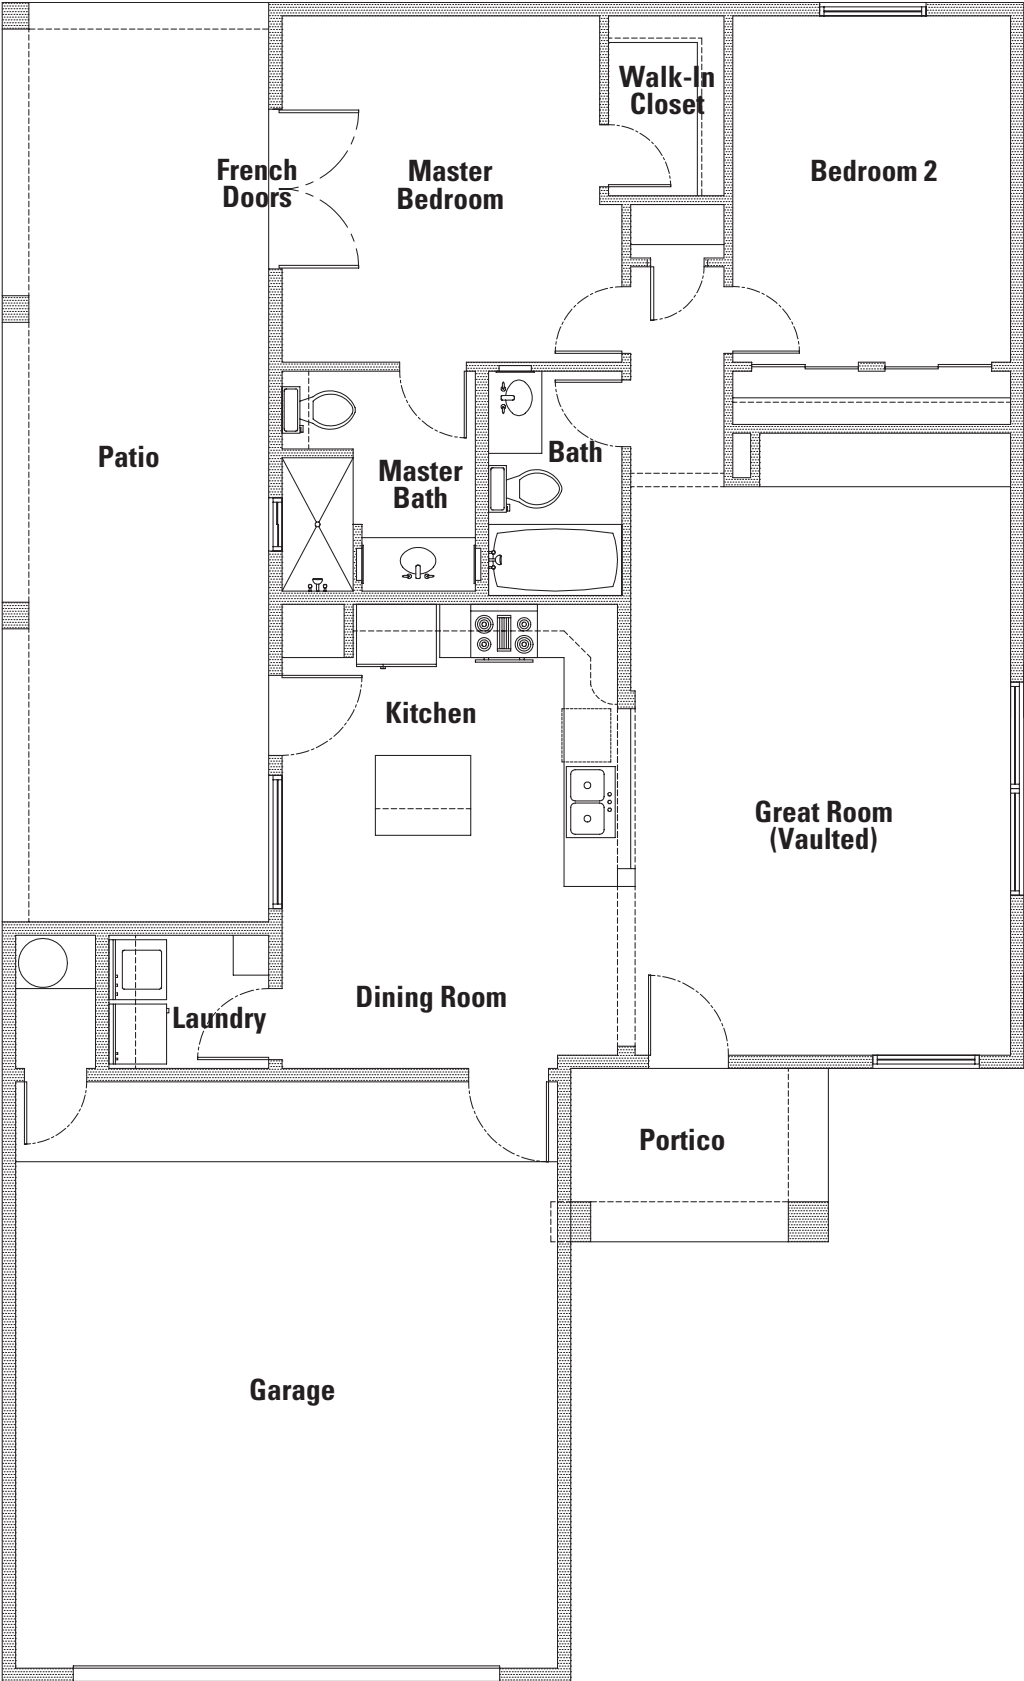 Walk-In
Closet
French
Doors
Master
Bedroom
Bedroom 2
Patio
Master
Bath
Bath
Kitchen
Great Room
(Vaulted)
Laundry
Dining Room
Portico
Garage